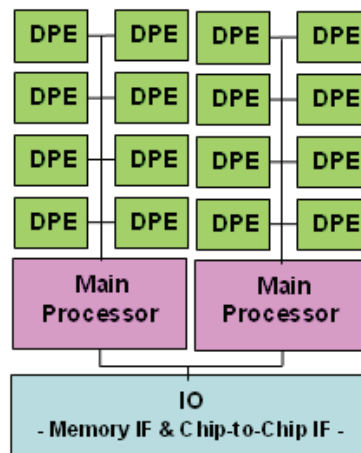 DPE DPE DPE DPE
DPE DPE DPE DPE
DPE DPE DPE DPE
DPE DPE DPE DPE
Main Processor
Main Processor
IO
- Memory IF & Chip-to-Chip IF -